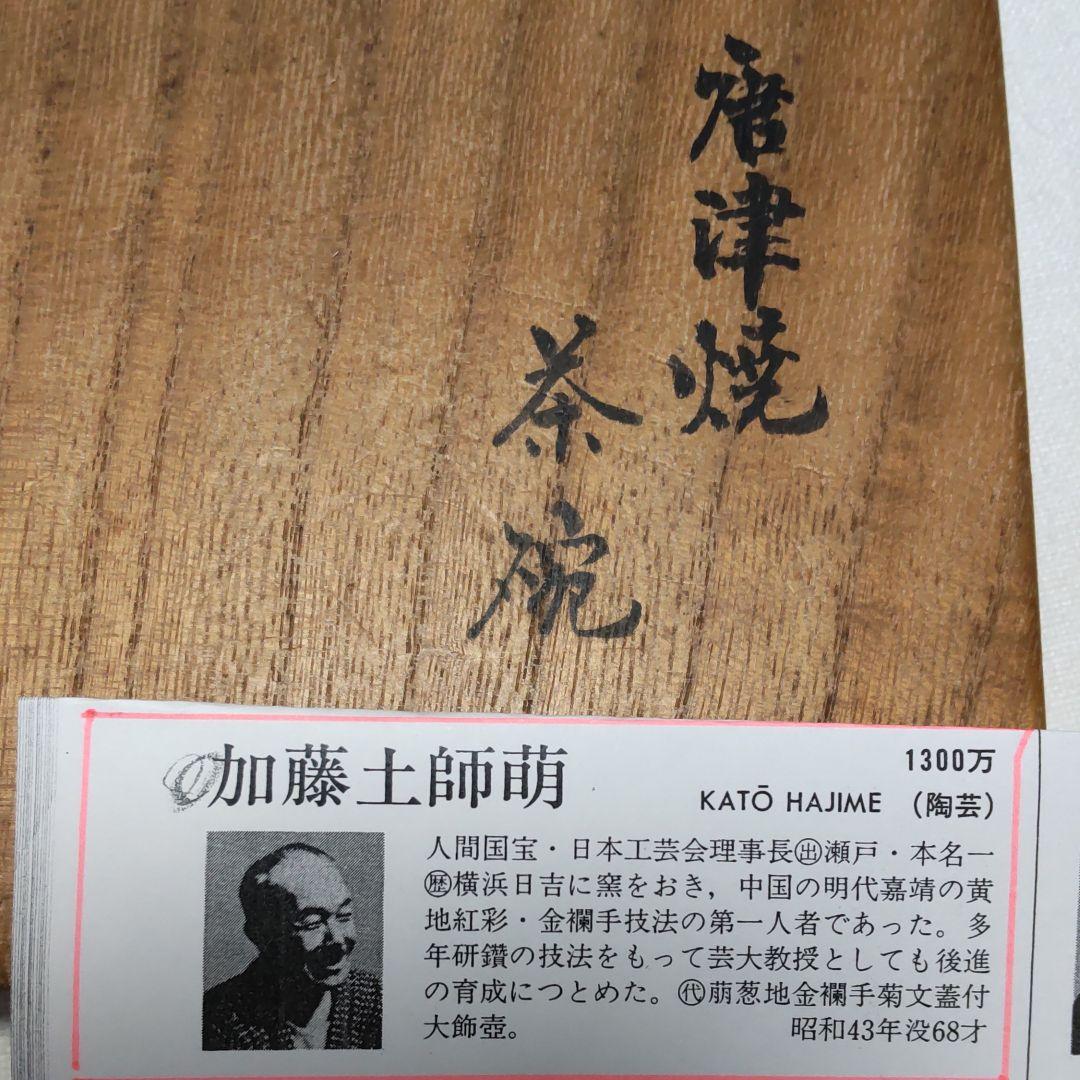 唐津焼
茶碗
加藤土師萌
1300万
KATŌ HAJIME （陶芸）
人間国宝・日本工芸会理事長㊤瀬戸・本名一
㊭横浜日吉に窯をおき，中国の明代嘉靖の黄
地紅彩・金襴手技法の第一人者であった。多
年研鑽の技法をもって芸大教授としても後進
の育成につとめた。㈹萠葱地金襴手菊文蓋付
大飾壺。
昭和43年没68才